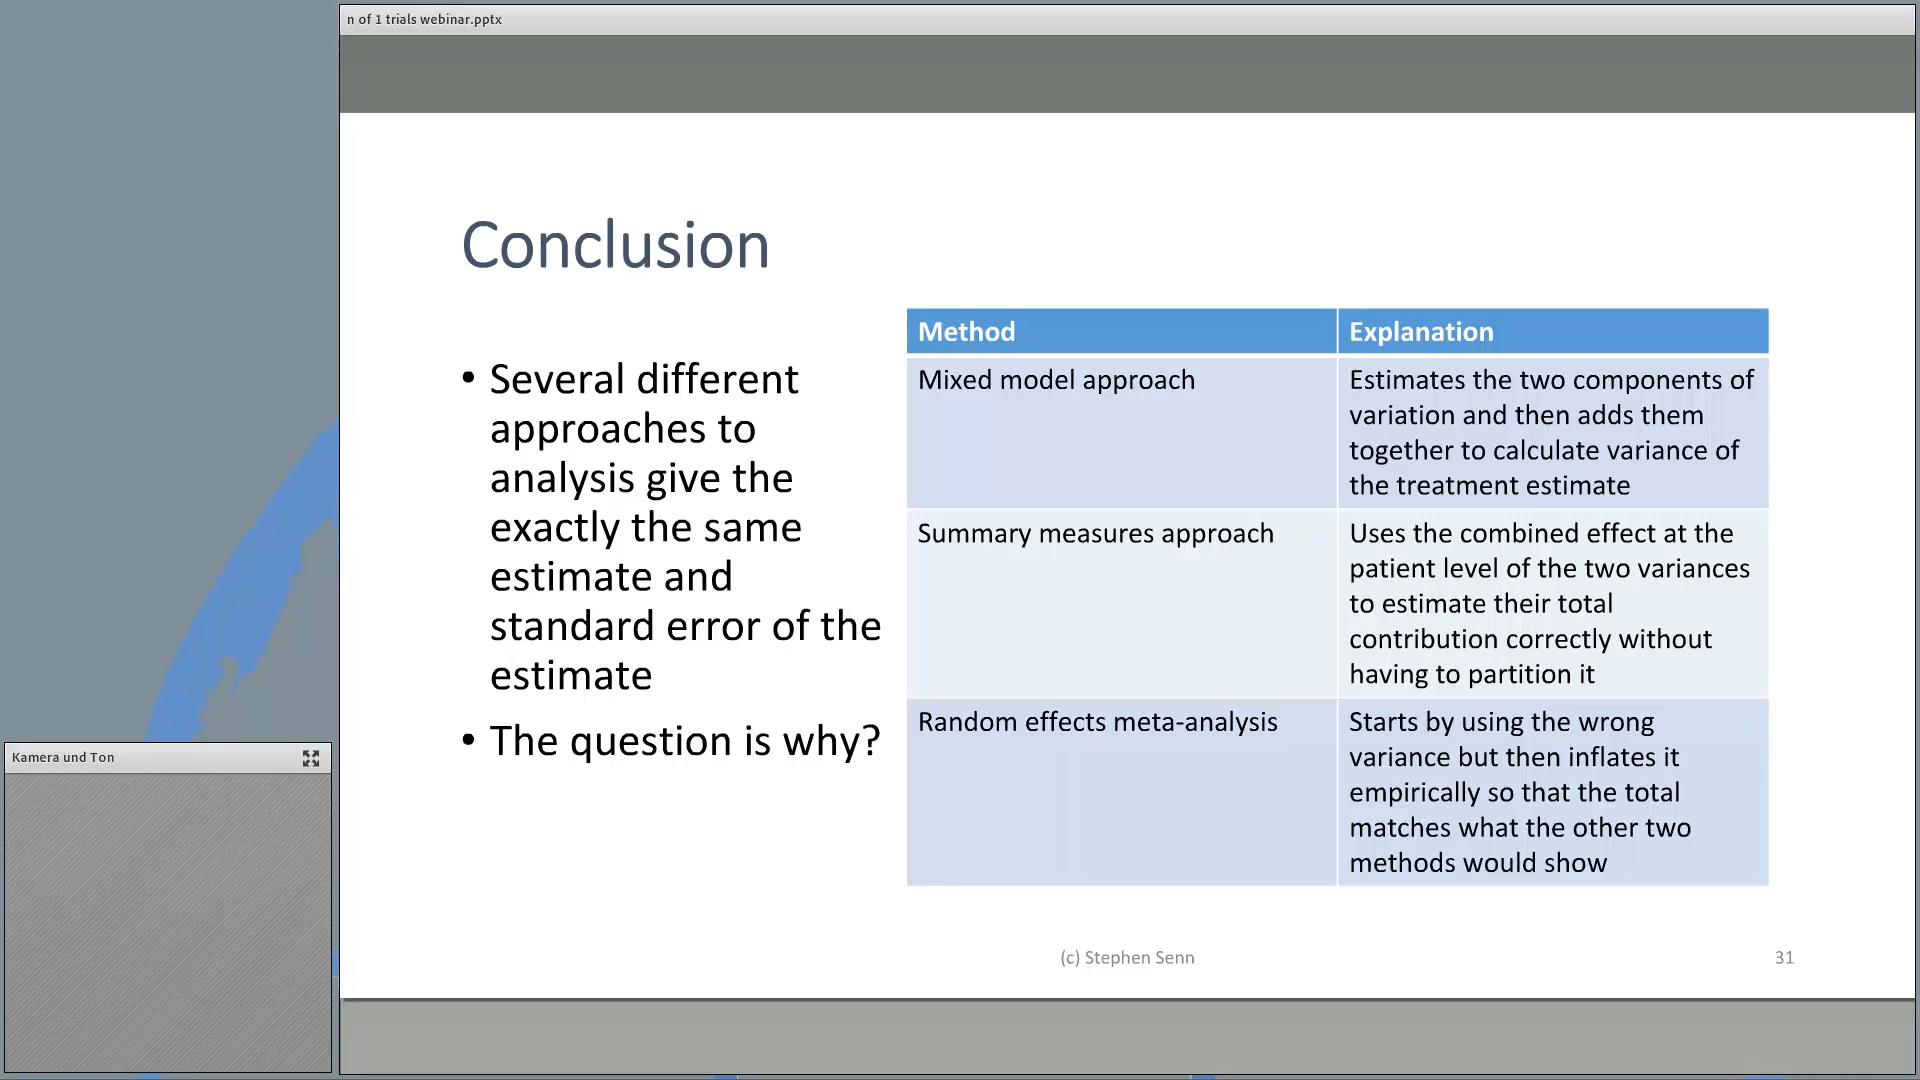 n of 1 trials webinar.pptx
Conclusion
• Several different
approaches to
analysis give the
exactly the same
estimate and
standard error of the
estimate
• The question is why?
Method
Explanation
Mixed model approach
Estimates the two components of
variation and then adds them
together to calculate variance of
the treatment estimate
Summary measures approach
Uses the combined effect at the
patient level of the two variances
to estimate their total
contribution correctly without
having to partition it
Random effects meta-analysis
Starts by using the wrong
variance but then inflates it
empirically so that the total
matches what the other two
methods would show
Kamera und Ton
(c) Stephen Senn
31